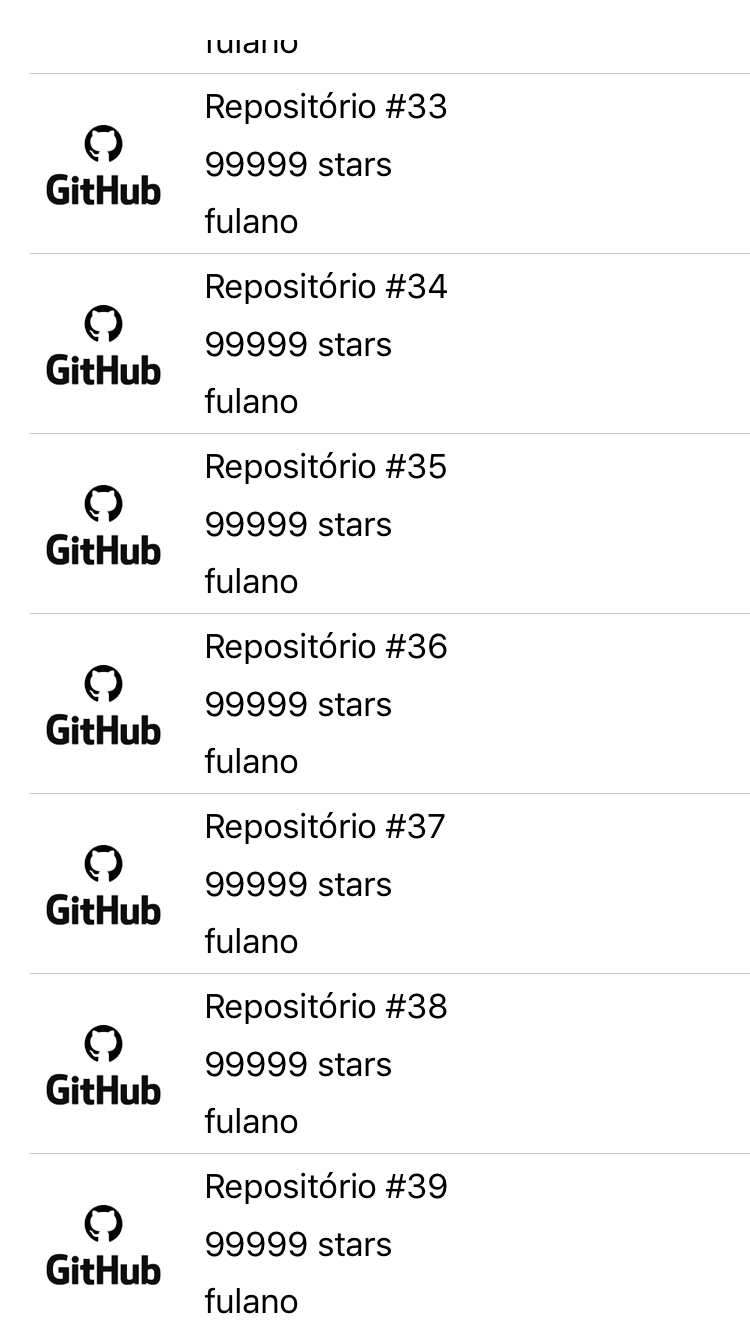 fulano
Repositório #33
99999 stars
GitHub
fulano
Repositório #34
99999 stars
GitHub
fulano
Repositório #35
99999 stars
GitHub
fulano
Repositório #36
99999 stars
GitHub
fulano
Repositório #37
99999 stars
GitHub
fulano
Repositório #38
99999 stars
GitHub
fulano
Repositório #39
99999 stars
GitHub
fulano